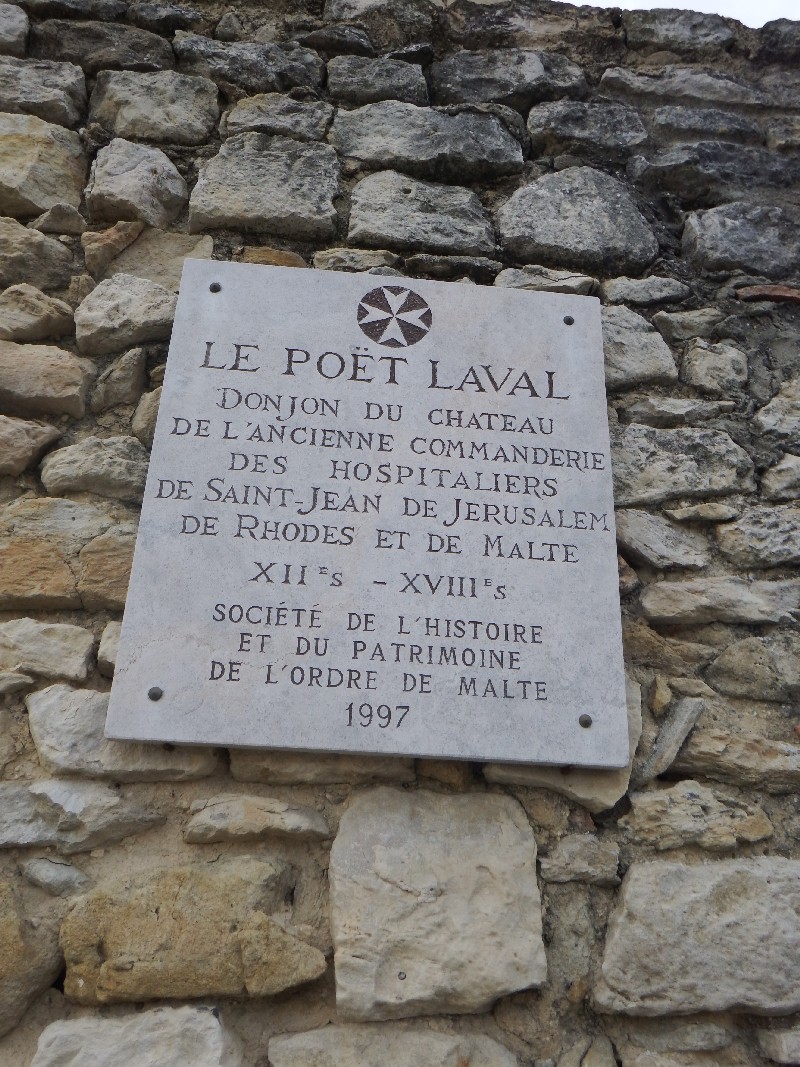 LE POËT LAVAL
DONJON DU CHATEAU
DE L'ANCIENNE COMMANDERIE
DES HOSPITALIERS
DE SAINT-JEAN DE JERUSALEM
DE RHODES ET DE MALTE
XIIᵉS - XVIIIᵉS
SOCIÉTÉ DE L'HISTOIRE
ET DU PATRIMOINE
DE L'ORDRE DE MALTE
1997